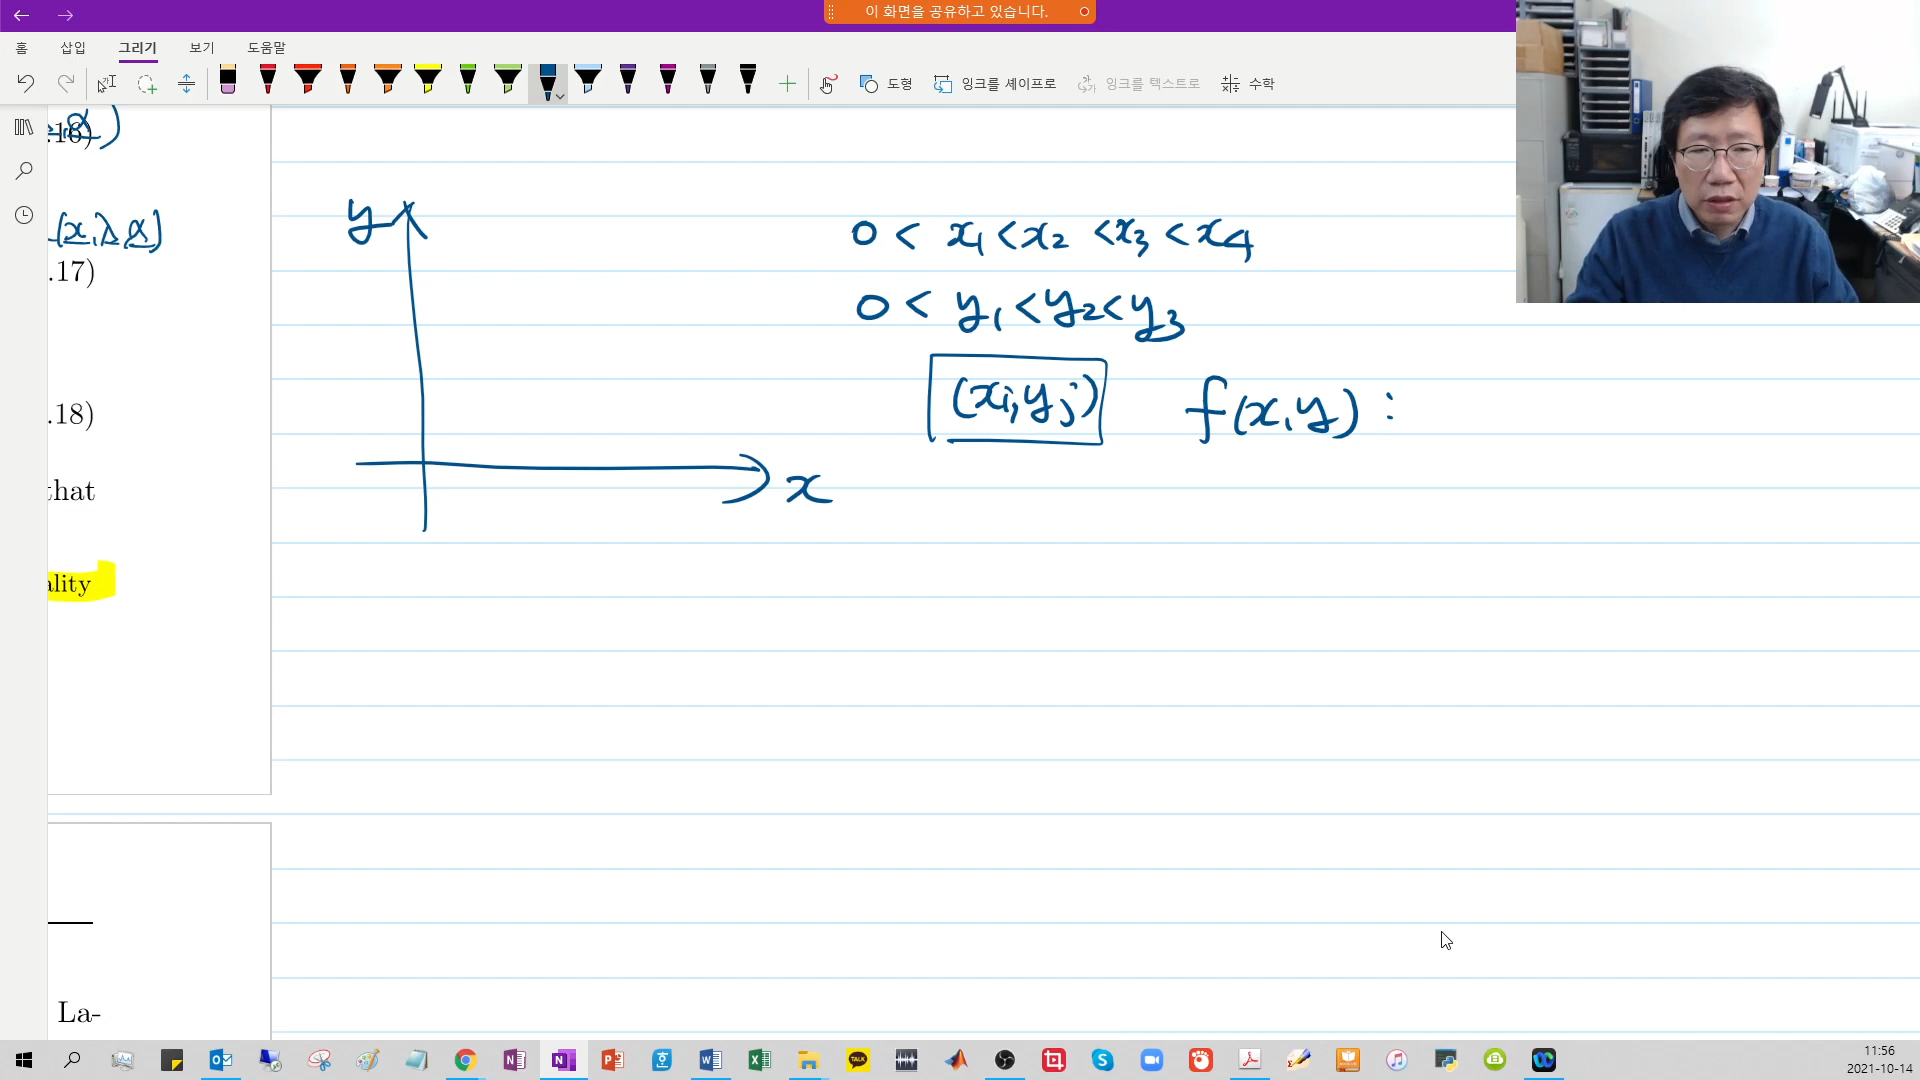 이 화면을 공유하고 있습니다.
홈 삽입 그리기 보기 도움말
도형 잉크를 셰이프로 잉크를 텍스트로 수학
.16)
(x,λ,α)
.17)
.18)
that
ality
La-
y
x
0 < x₁ < x₂ < x₃ < x₄
0 < y₁ < y₂ < y₃
(xᵢ, yⱼ) f(x,y) :
11:56
2021-10-14